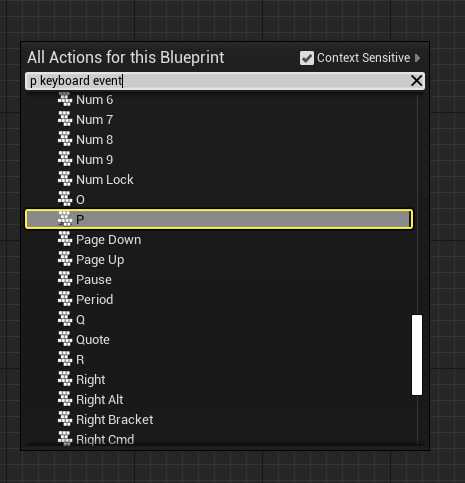 All Actions for this Blueprint Context Sensitive
p keyboard event
Num 6
Num 7
Num 8
Num 9
Num Lock
O
P
Page Down
Page Up
Pause
Period
Q
Quote
R
Right
Right Alt
Right Bracket
Right Cmd